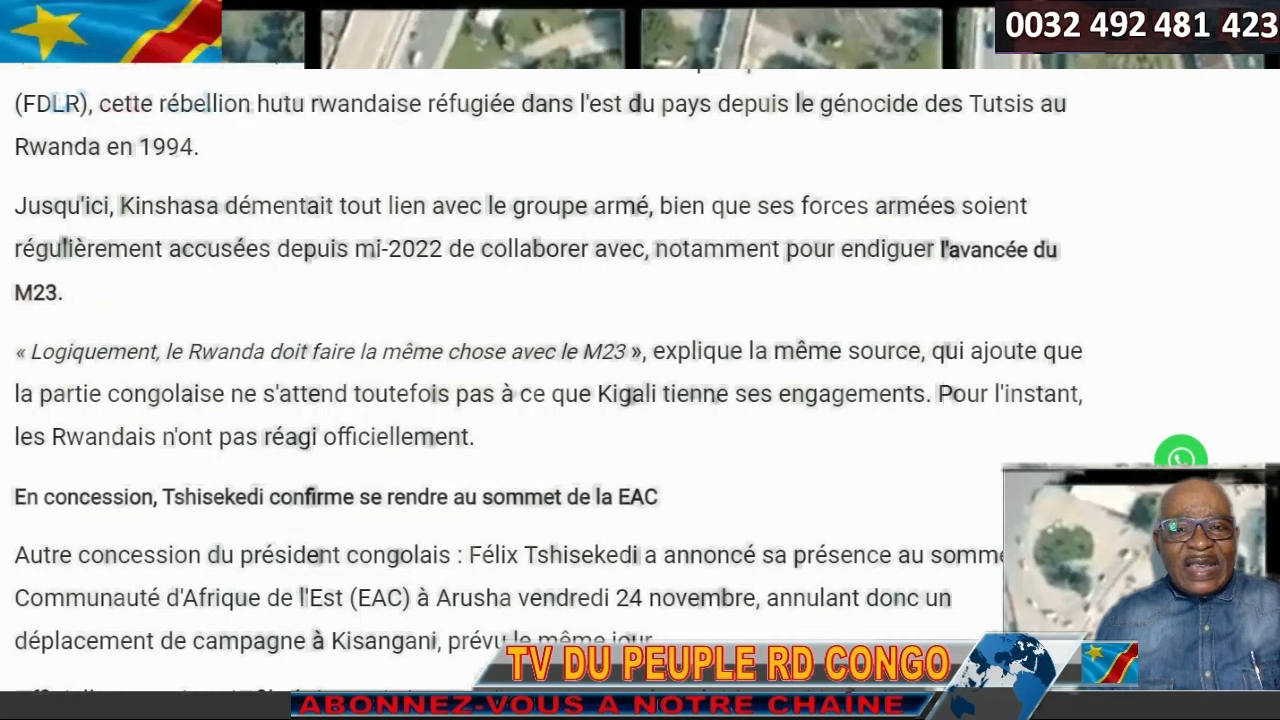 0032 492 481 423
(FDLR), cette rébellion hutu rwandaise réfugiée dans l'est du pays depuis le génocide des Tutsis au
Rwanda en 1994.
Jusqu'ici, Kinshasa démentait tout lien avec le groupe armé, bien que ses forces armées soient
régulièrement accusées depuis mi-2022 de collaborer avec, notamment pour endiguer l'avancée du
M23.
« Logiquement, le Rwanda doit faire la même chose avec le M23 », explique la même source, qui ajoute que
la partie congolaise ne s'attend toutefois pas à ce que Kigali tienne ses engagements. Pour l'instant,
les Rwandais n'ont pas réagi officiellement.
En concession, Tshisekedi confirme se rendre au sommet de la EAC
Autre concession du président congolais : Félix Tshisekedi a annoncé sa présence au
Communauté d'Afrique de l'Est (EAC) à Arusha vendredi 24 novembre, annulant donc un
déplacement de campagne à Kisangani, prévu le même jour
TV DU PEUPLE RD CONGO
ABONNEZ-VOUS A NOTRE CHAÎNE